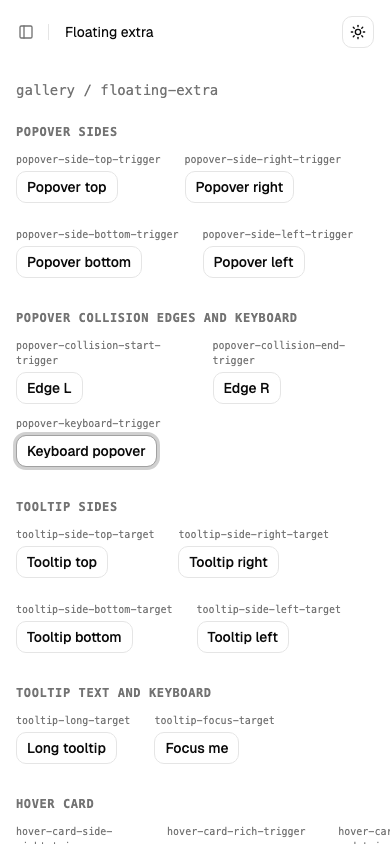 Floating extra
gallery / floating-extra
POPOVER SIDES
popover-side-top-trigger popover-side-right-trigger
Popover top Popover right
popover-side-bottom-trigger popover-side-left-trigger
Popover bottom Popover left
POPOVER COLLISION EDGES AND KEYBOARD
popover-collision-start-trigger popover-collision-end-trigger
Edge L Edge R
popover-keyboard-trigger
Keyboard popover
TOOLTIP SIDES
tooltip-side-top-target tooltip-side-right-target
Tooltip top Tooltip right
tooltip-side-bottom-target tooltip-side-left-target
Tooltip bottom Tooltip left
TOOLTIP TEXT AND KEYBOARD
tooltip-long-target tooltip-focus-target
Long tooltip Focus me
HOVER CARD
hover-card-side- hover-card-rich-trigger